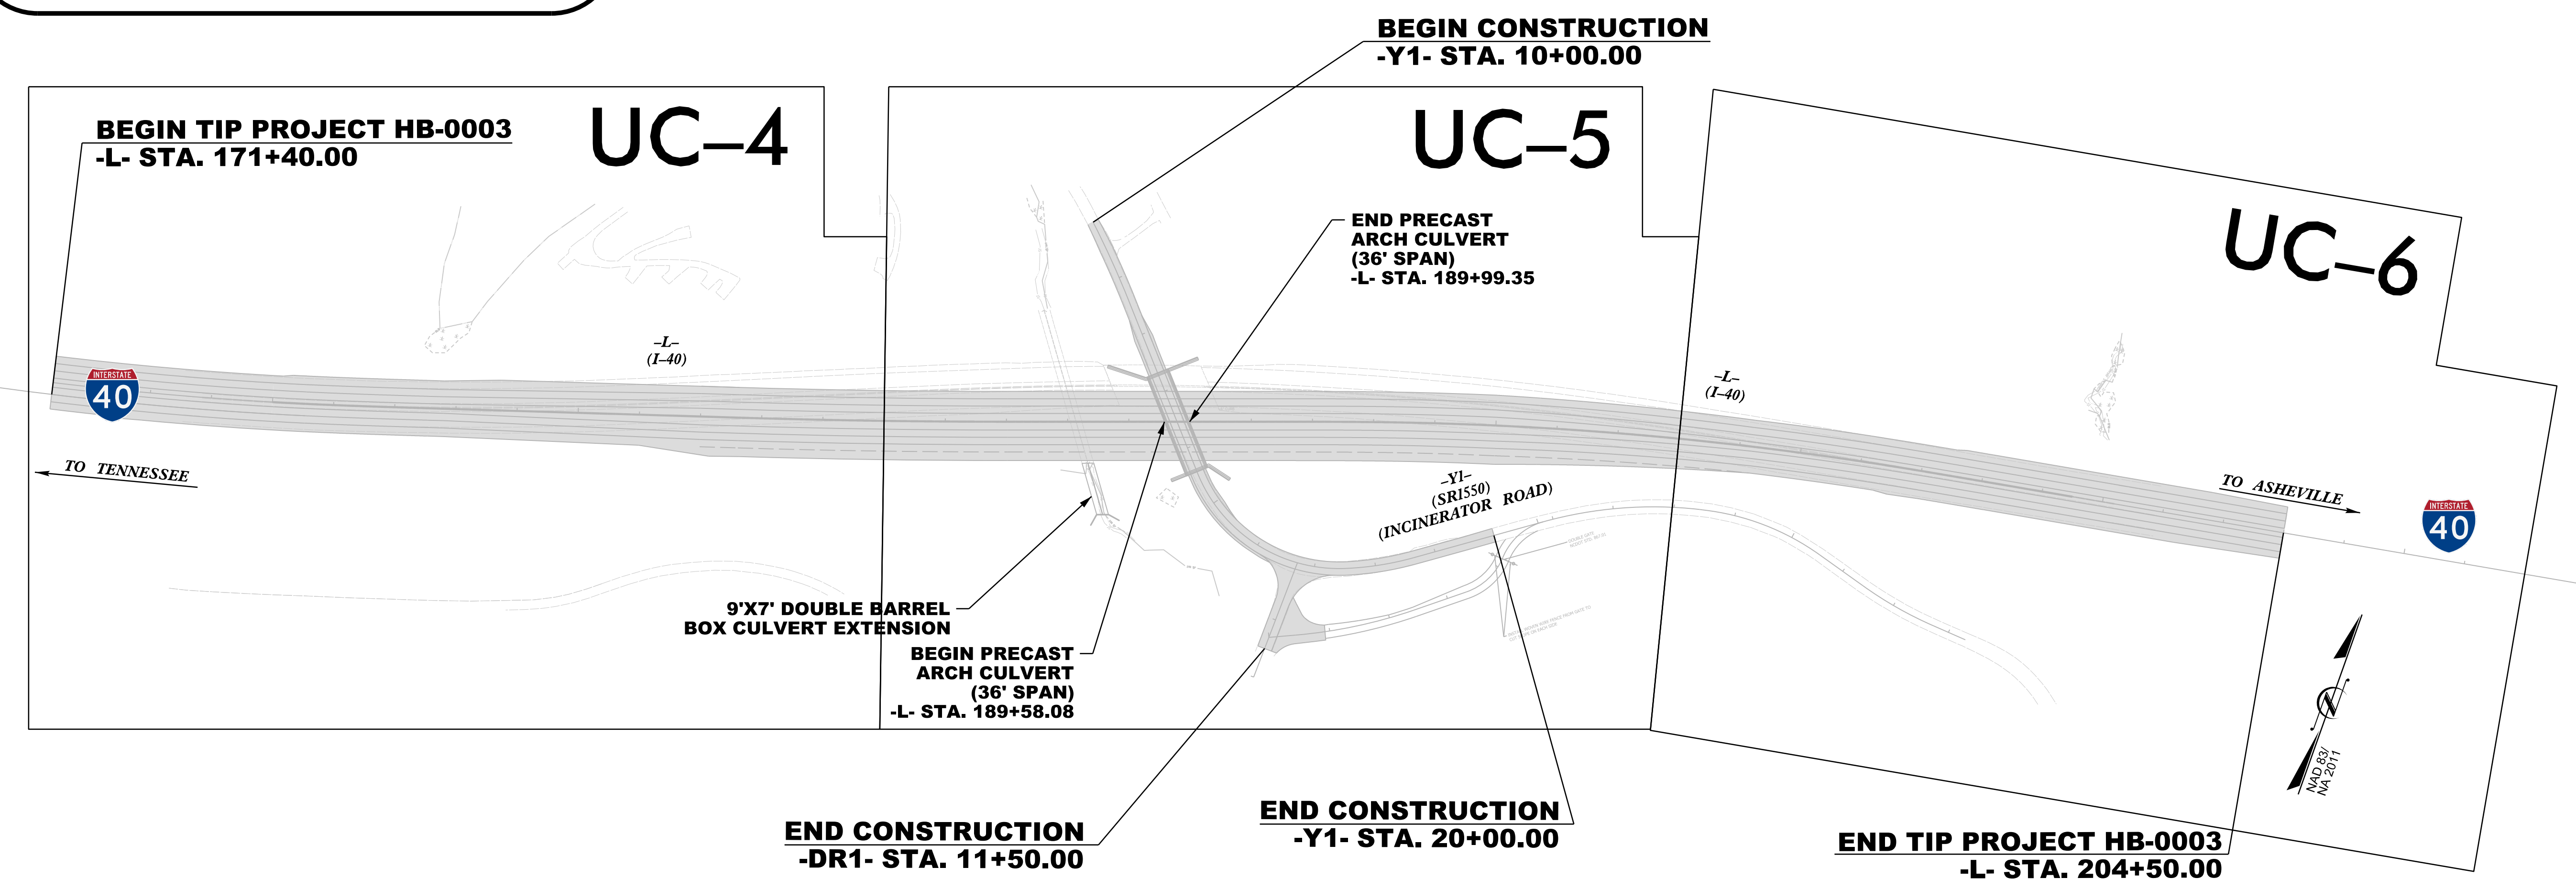 BEGIN CONSTRUCTION
-Y1- STA. 10+00.00
BEGIN TIP PROJECT HB-0003
-L- STA. 171+40.00
UC–4
UC–5
UC–6
END PRECAST
ARCH CULVERT
(36' SPAN)
-L- STA. 189+99.35
–L–
(I–40)
–L–
(I–40)
INTERSTATE
40
TO TENNESSEE
–Y1–
(SR1550)
(INCINERATOR ROAD)
TO ASHEVILLE
INTERSTATE
40
9'X7' DOUBLE BARREL
BOX CULVERT EXTENSION
BEGIN PRECAST
ARCH CULVERT
(36' SPAN)
-L- STA. 189+58.08
NAD 83/
NA 2011
END CONSTRUCTION
-DR1- STA. 11+50.00
END CONSTRUCTION
-Y1- STA. 20+00.00
END TIP PROJECT HB-0003
-L- STA. 204+50.00